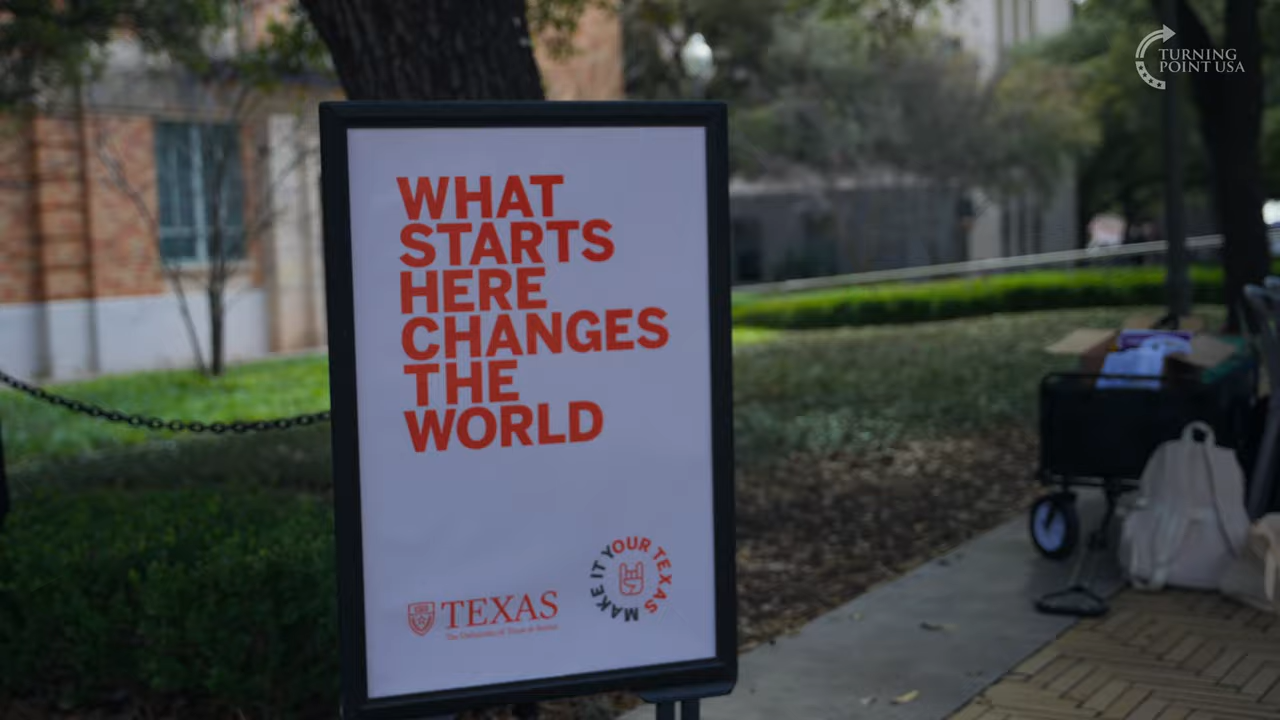 TURNING
POINT USA
WHAT
STARTS
HERE
CHANGES
THE
WORLD
MAKE IT YOUR TEXAS
TEXAS
The University of Texas at Austin